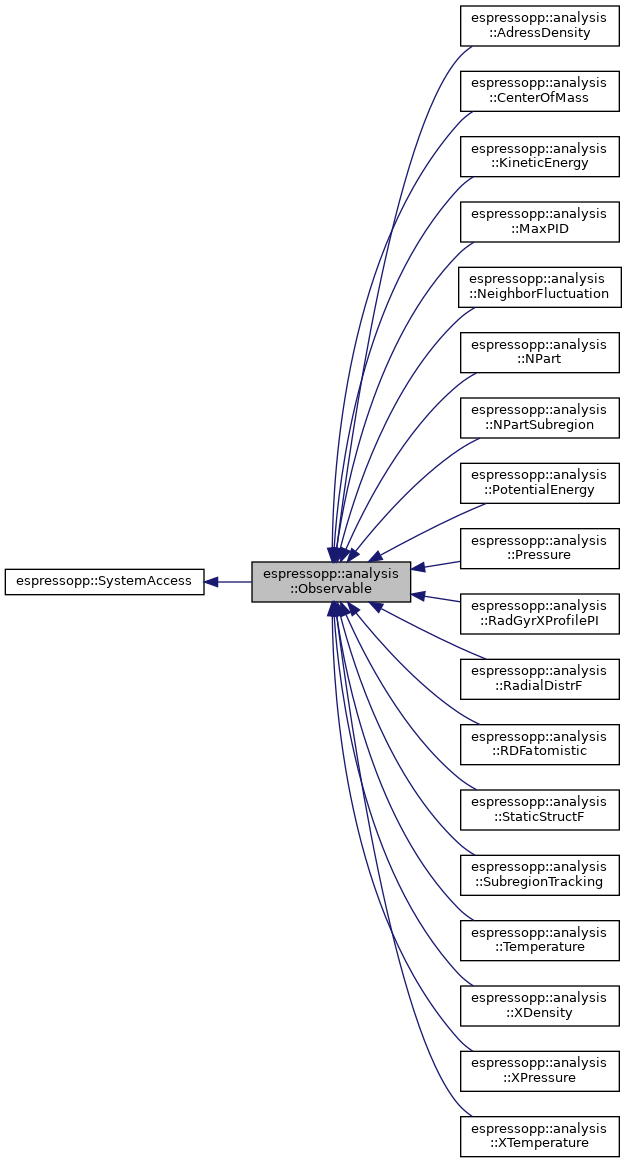 espressopp::analysis
::AdressDensity
espressopp::analysis
::CenterOfMass
espressopp::analysis
::KineticEnergy
espressopp::analysis
::MaxPID
espressopp::analysis
::NeighborFluctuation
espressopp::analysis
::NPart
espressopp::analysis
::NPartSubregion
espressopp::analysis
::PotentialEnergy
espressopp::analysis
::Pressure
espressopp::SystemAccess
espressopp::analysis
::Observable
espressopp::analysis
::RadGyrXProfilePI
espressopp::analysis
::RadialDistrF
espressopp::analysis
::RDFatomistic
espressopp::analysis
::StaticStructF
espressopp::analysis
::SubregionTracking
espressopp::analysis
::Temperature
espressopp::analysis
::XDensity
espressopp::analysis
::XPressure
espressopp::analysis
::XTemperature